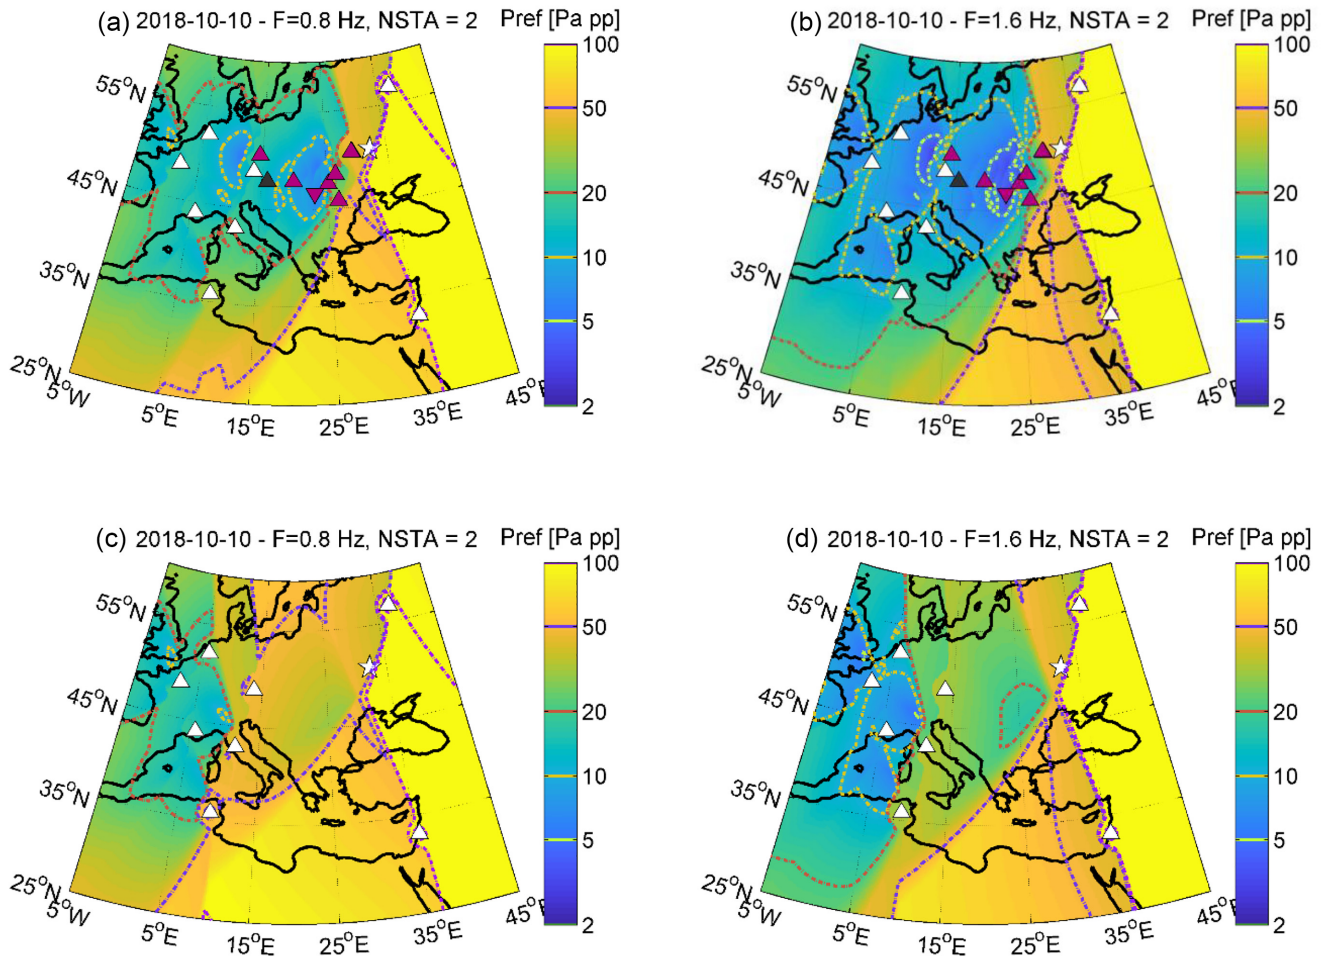 (a) 2018-10-10 - F=0.8 Hz, NSTA = 2 Pref [Pa pp]
100
50
20
10
5
2
55°N
45°N
35°N
25°N
5°W
5°E
15°E
25°E
35°E
45°E
(b) 2018-10-10 - F=1.6 Hz, NSTA = 2 Pref [Pa pp]
100
50
20
10
5
2
55°N
45°N
35°N
25°N
5°W
5°E
15°E
25°E
35°E
45°E
(c) 2018-10-10 - F=0.8 Hz, NSTA = 2 Pref [Pa pp]
100
50
20
10
5
2
55°N
45°N
35°N
25°N
5°W
5°E
15°E
25°E
35°E
45°E
(d) 2018-10-10 - F=1.6 Hz, NSTA = 2 Pref [Pa pp]
100
50
20
10
5
2
55°N
45°N
35°N
25°N
5°W
5°E
15°E
25°E
35°E
45°E